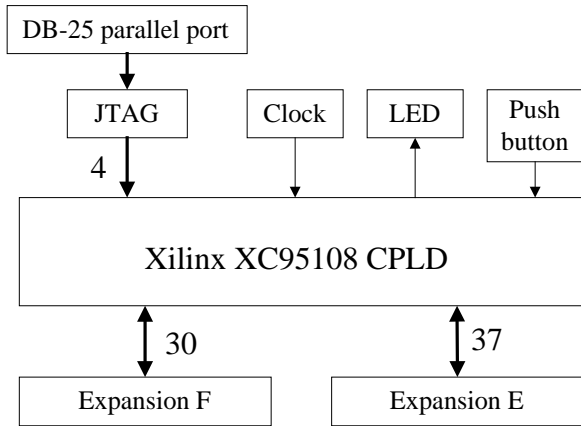 DB-25 parallel port
JTAG
Clock
LED
Push
button
4
Xilinx XC95108 CPLD
30
37
Expansion F
Expansion E